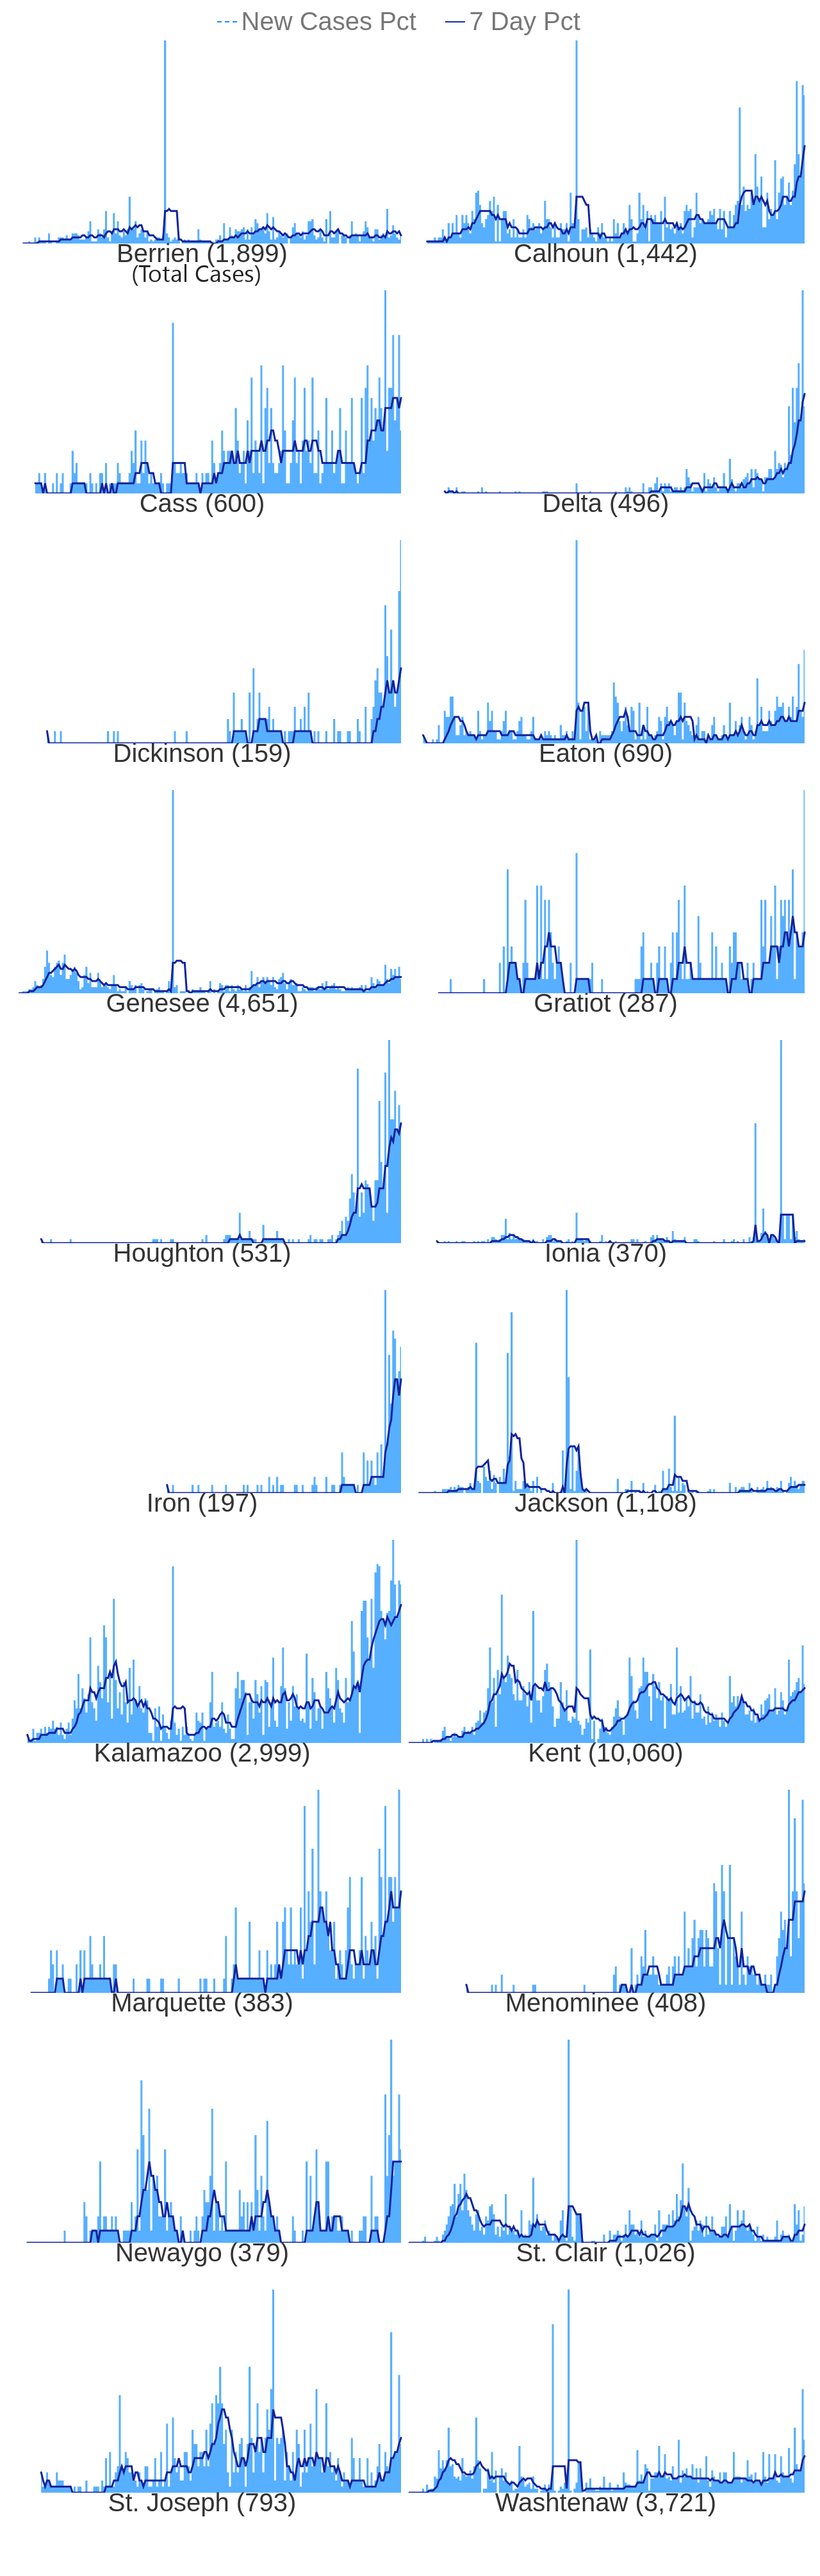 New Cases Pct 7 Day Pct
Berrien (1,899) Calhoun (1,442)
(Total Cases)
Cass (600) Delta (496)
Dickinson (159) Eaton (690)
Genesee (4,651) Gratiot (287)
Houghton (531) Ionia (370)
Iron (197) Jackson (1,108)
Kalamazoo (2,999) Kent (10,060)
Marquette (383) Menominee (408)
Newaygo (379) St. Clair (1,026)
St. Joseph (793) Washtenaw (3,721)